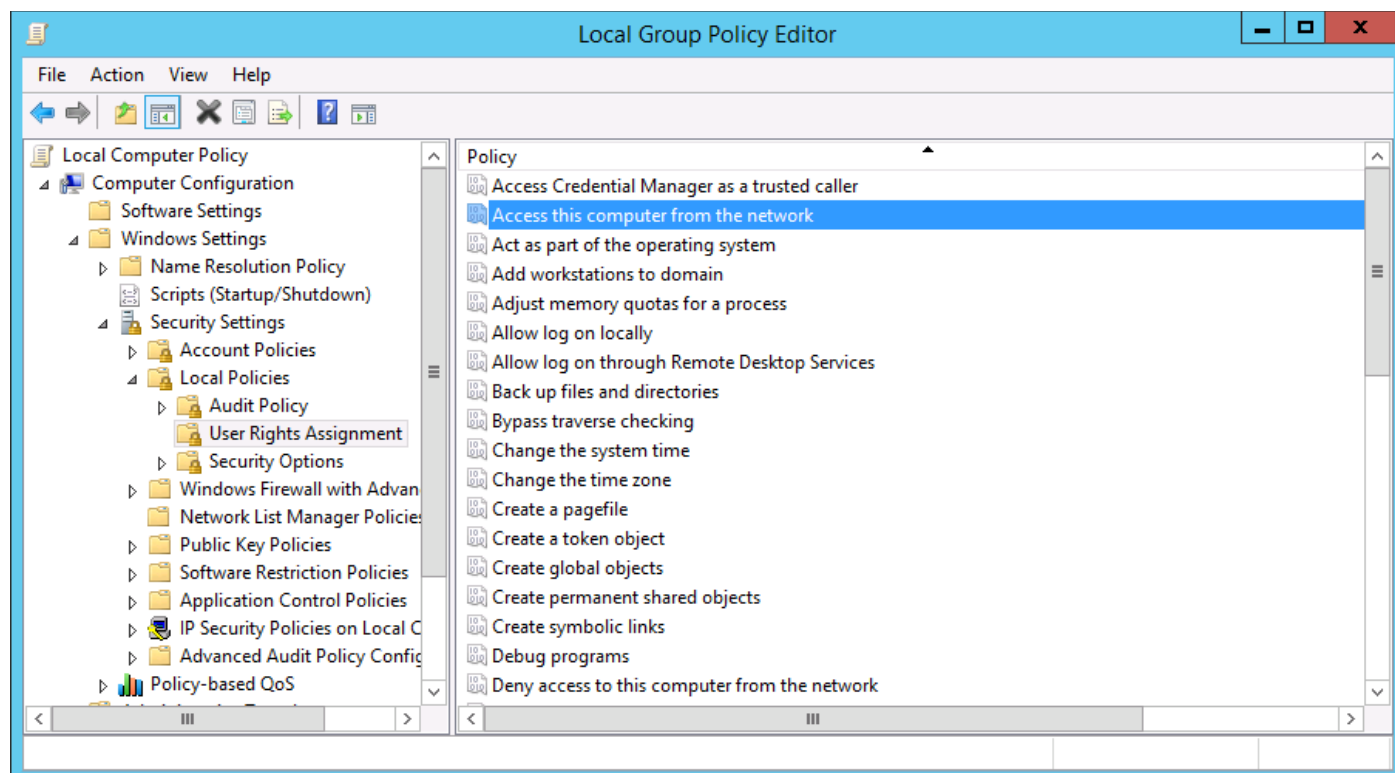 Local Group Policy Editor
File Action View Help
Local Computer Policy
Computer Configuration
Software Settings
Windows Settings
Name Resolution Policy
Scripts (Startup/Shutdown)
Security Settings
Account Policies
Local Policies
Audit Policy
User Rights Assignment
Security Options
Windows Firewall with Advan
Network List Manager Policies
Public Key Policies
Software Restriction Policies
Application Control Policies
IP Security Policies on Local C
Advanced Audit Policy Config
Policy-based QoS
Policy
Access Credential Manager as a trusted caller
Access this computer from the network
Act as part of the operating system
Add workstations to domain
Adjust memory quotas for a process
Allow log on locally
Allow log on through Remote Desktop Services
Back up files and directories
Bypass traverse checking
Change the system time
Change the time zone
Create a pagefile
Create a token object
Create global objects
Create permanent shared objects
Create symbolic links
Debug programs
Deny access to this computer from the network